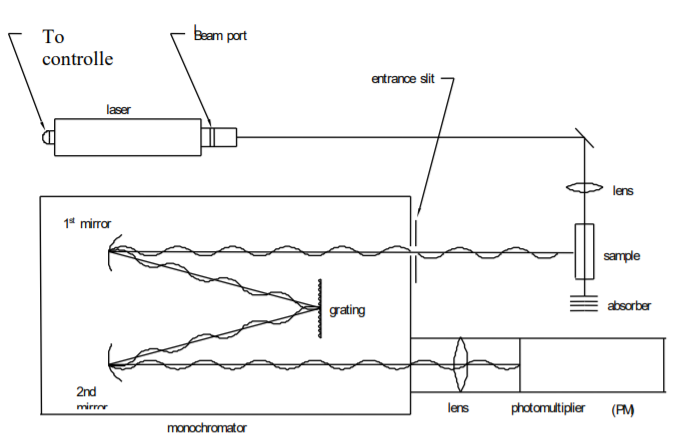 To
controlle
Beam port
entrance slit
laser
lens
1st mirror
sample
grating
absorber
2nd
mirror
lens
photomultiplier (PM)
monochromator